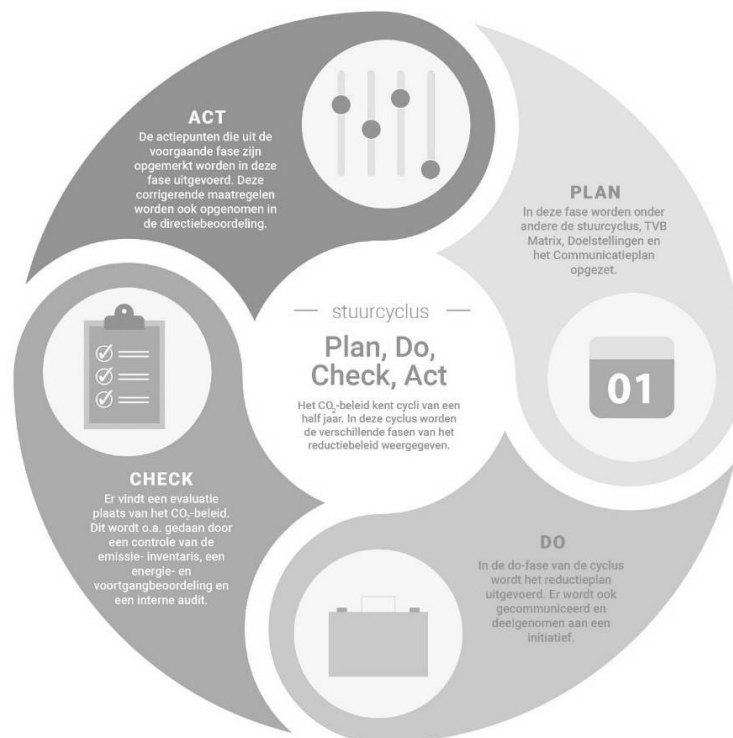 ACT
De actiepunten die uit de
voorgaande fase zijn
opgemerkt worden in deze
fase uitgevoerd. Deze
corrigerende maatregelen
worden ook opgenomen in
de directiebeoordeling.
PLAN
In deze fase worden onder
andere de stuurcyclus, TVB
Matrix, Doelstellingen en
het Communicatieplan
opgezet.
01
stuurcyclus
Plan, Do,
Check, Act
Het CO₂-beleid kent cycli van een
half jaar. In deze cyclus worden
de verschillende fasen van het
reductiebeleid weergegeven.
CHECK
Er vindt een evaluatie
plaats van het CO₂-beleid.
Dit wordt o.a. gedaan door
een controle van de
emissie- inventaris, een
energie- en
voortgangbeoordeling en
een interne audit.
DO
In de do-fase van de cyclus
wordt het reductieplan
uitgevoerd. Er wordt ook
gecommuniceerd en
deelgenomen aan een
initiatief.